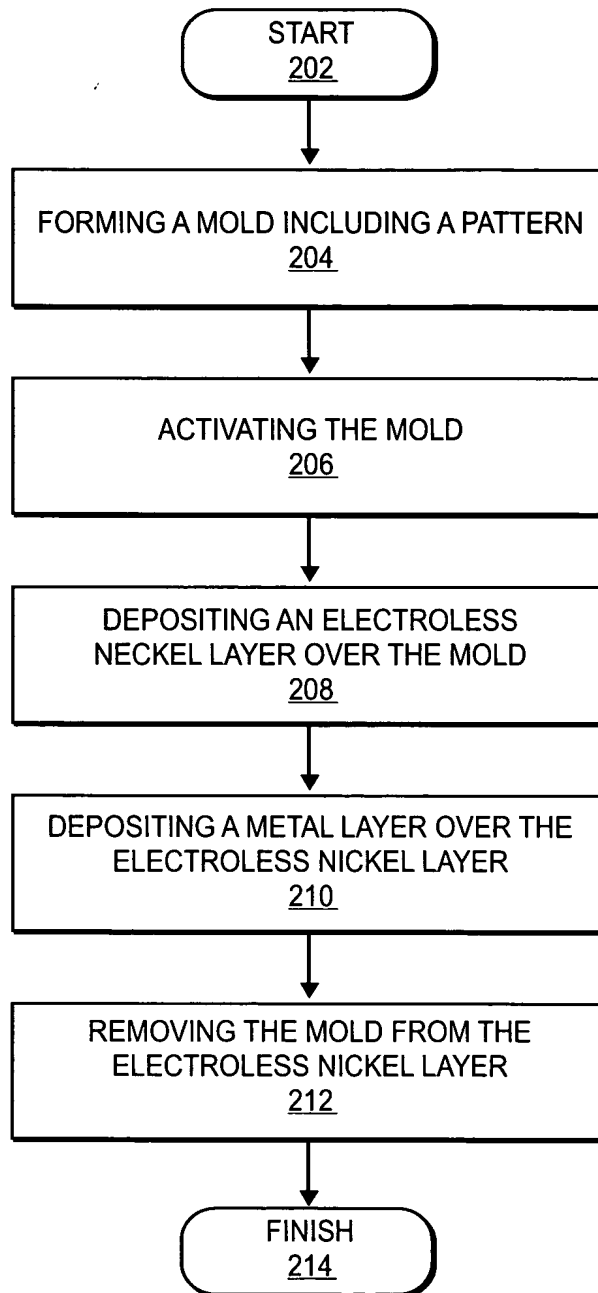 START
202
FORMING A MOLD INCLUDING A PATTERN
204
ACTIVATING THE MOLD
206
DEPOSITING AN ELECTROLESS
NECKEL LAYER OVER THE MOLD
208
DEPOSITING A METAL LAYER OVER THE
ELECTROLESS NICKEL LAYER
210
REMOVING THE MOLD FROM THE
ELECTROLESS NICKEL LAYER
212
FINISH
214